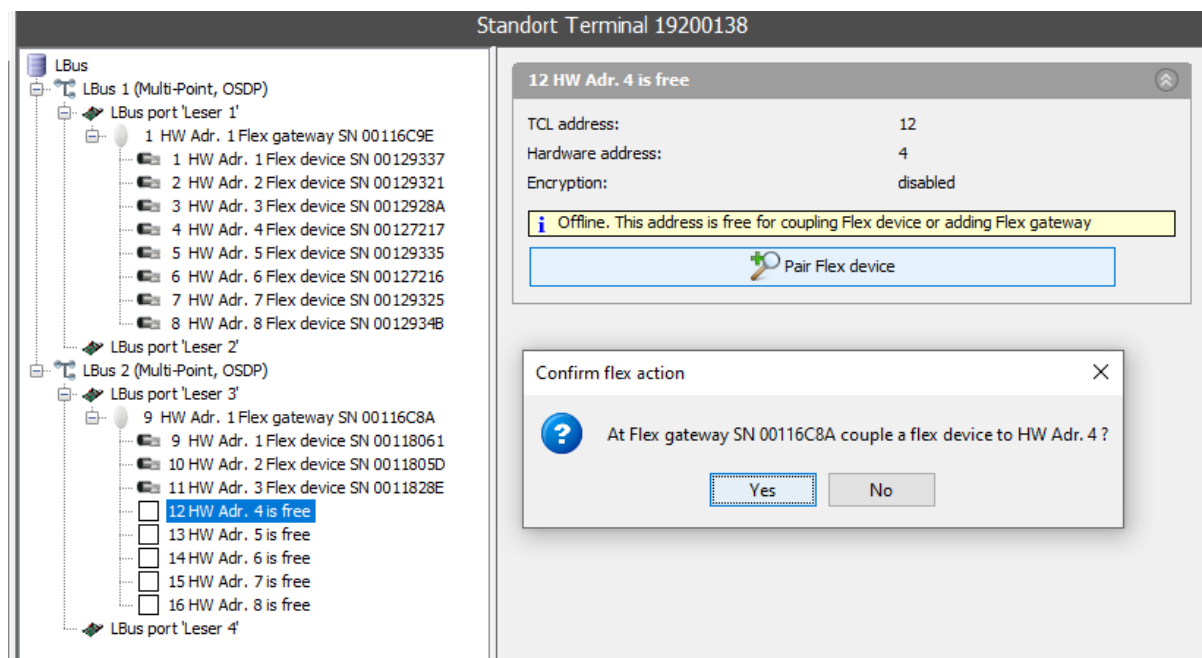 Standort Terminal 19200138
LBus
LBus 1 (Multi-Point, OSDP)
LBus port 'Leser 1'
1 HW Adr. 1 Flex gateway SN 00116C9E
1 HW Adr. 1 Flex device SN 00129337
2 HW Adr. 2 Flex device SN 00129321
3 HW Adr. 3 Flex device SN 0012928A
4 HW Adr. 4 Flex device SN 00127217
5 HW Adr. 5 Flex device SN 00129335
6 HW Adr. 6 Flex device SN 00127216
7 HW Adr. 7 Flex device SN 00129325
8 HW Adr. 8 Flex device SN 0012934B
LBus port 'Leser 2'
LBus 2 (Multi-Point, OSDP)
LBus port 'Leser 3'
9 HW Adr. 1 Flex gateway SN 00116C8A
9 HW Adr. 1 Flex device SN 00118061
10 HW Adr. 2 Flex device SN 0011805D
11 HW Adr. 3 Flex device SN 0011828E
12 HW Adr. 4 is free
13 HW Adr. 5 is free
14 HW Adr. 6 is free
15 HW Adr. 7 is free
16 HW Adr. 8 is free
LBus port 'Leser 4'
12 HW Adr. 4 is free
TCL address: 12
Hardware address: 4
Encryption: disabled
Offline. This address is free for coupling Flex device or adding Flex gateway
Pair Flex device
Confirm flex action
At Flex gateway SN 00116C8A couple a flex device to HW Adr. 4 ?
Yes No